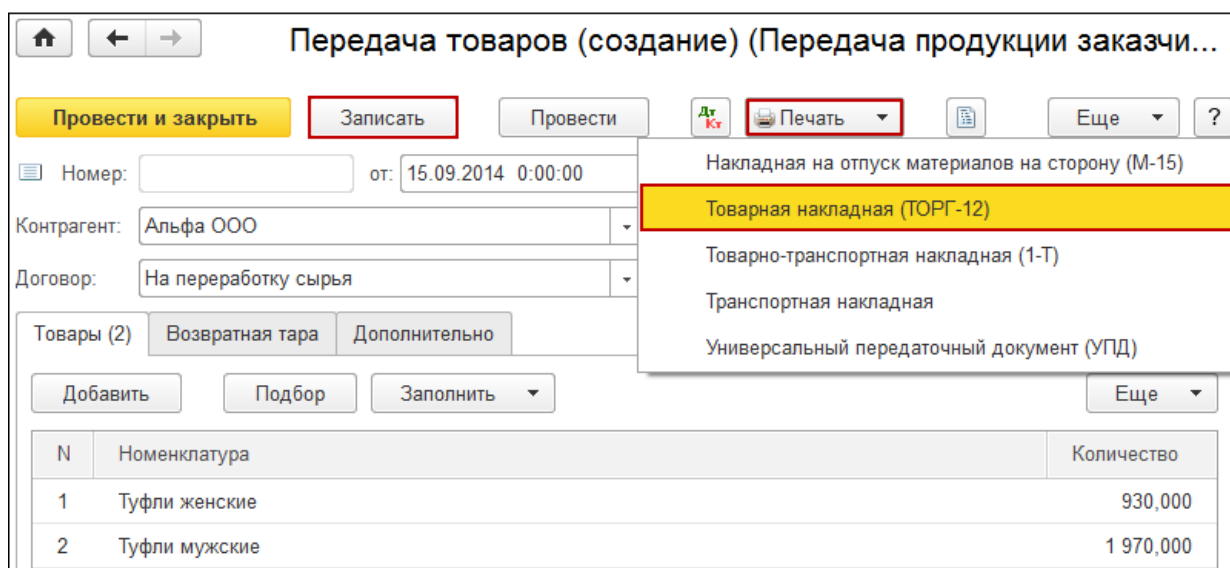 Передача товаров (создание) (Передача продукции заказчи...
Провести и закрыть Записать Провести Дт Кт Печать Еще ?
Номер: от: 15.09.2014 0:00:00
Накладная на отпуск материалов на сторону (М-15)
Товарная накладная (ТОРГ-12)
Контрагент: Альфа ООО
Товарно-транспортная накладная (1-Т)
Договор: На переработку сырья
Транспортная накладная
Товары (2) Возвратная тара Дополнительно
Универсальный передаточный документ (УПД)
Добавить Подбор Заполнить Еще
N Номенклатура Количество
1 Туфли женские 930,000
2 Туфли мужские 1 970,000